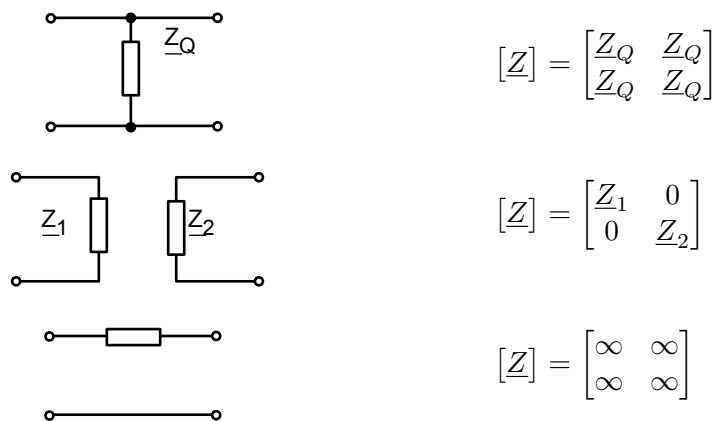 Z_Q
[Z] = [Z_Q Z_Q
Z_Q Z_Q]
Z_1 Z_2
[Z] = [Z_1 0
0 Z_2]
[Z] = [∞ ∞
∞ ∞]